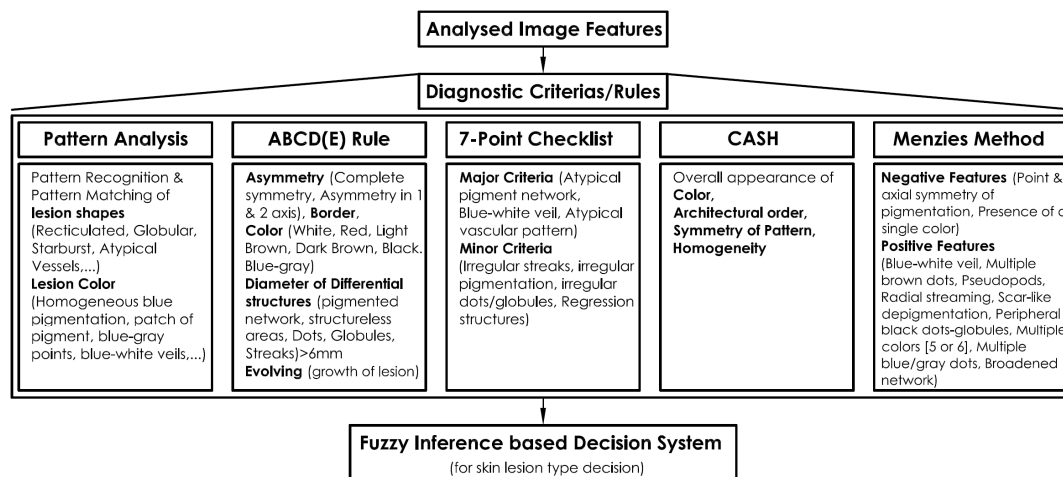 Analysed Image Features
Diagnostic Criterias/Rules
Pattern Analysis
Pattern Recognition &
Pattern Matching of
lesion shapes
(Recticulated, Globular,
Starburst, Atypical
Vessels,...)
Lesion Color
(Homogeneous blue
pigmentation, patch of
pigment, blue-gray
points, blue-white veils,...)
ABCD(E) Rule
Asymmetry (Complete
symmetry, Asymmetry in 1
& 2 axis), Border,
Color (White, Red, Light
Brown, Dark Brown, Black.
Blue-gray)
Diameter of Differential
structures (pigmented
network, structureless
areas, Dots, Globules,
Streaks)>6mm
Evolving (growth of lesion)
7-Point Checklist
Major Criteria (Atypical
pigment network,
Blue-white veil, Atypical
vascular pattern)
Minor Criteria
(Irregular streaks, irregular
pigmentation, irregular
dots/globules, Regression
structures)
CASH
Overall appearance of
Color,
Architectural order,
Symmetry of Pattern,
Homogeneity
Menzies Method
Negative Features (Point &
axial symmetry of
pigmentation, Presence of a
single color)
Positive Features
(Blue-white veil, Multiple
brown dots, Pseudopods,
Radial streaming, Scar-like
depigmentation, Peripheral
black dots-globules, Multiple
colors [5 or 6], Multiple
blue/gray dots, Broadened
network)
Fuzzy Inference based Decision System
(for skin lesion type decision)